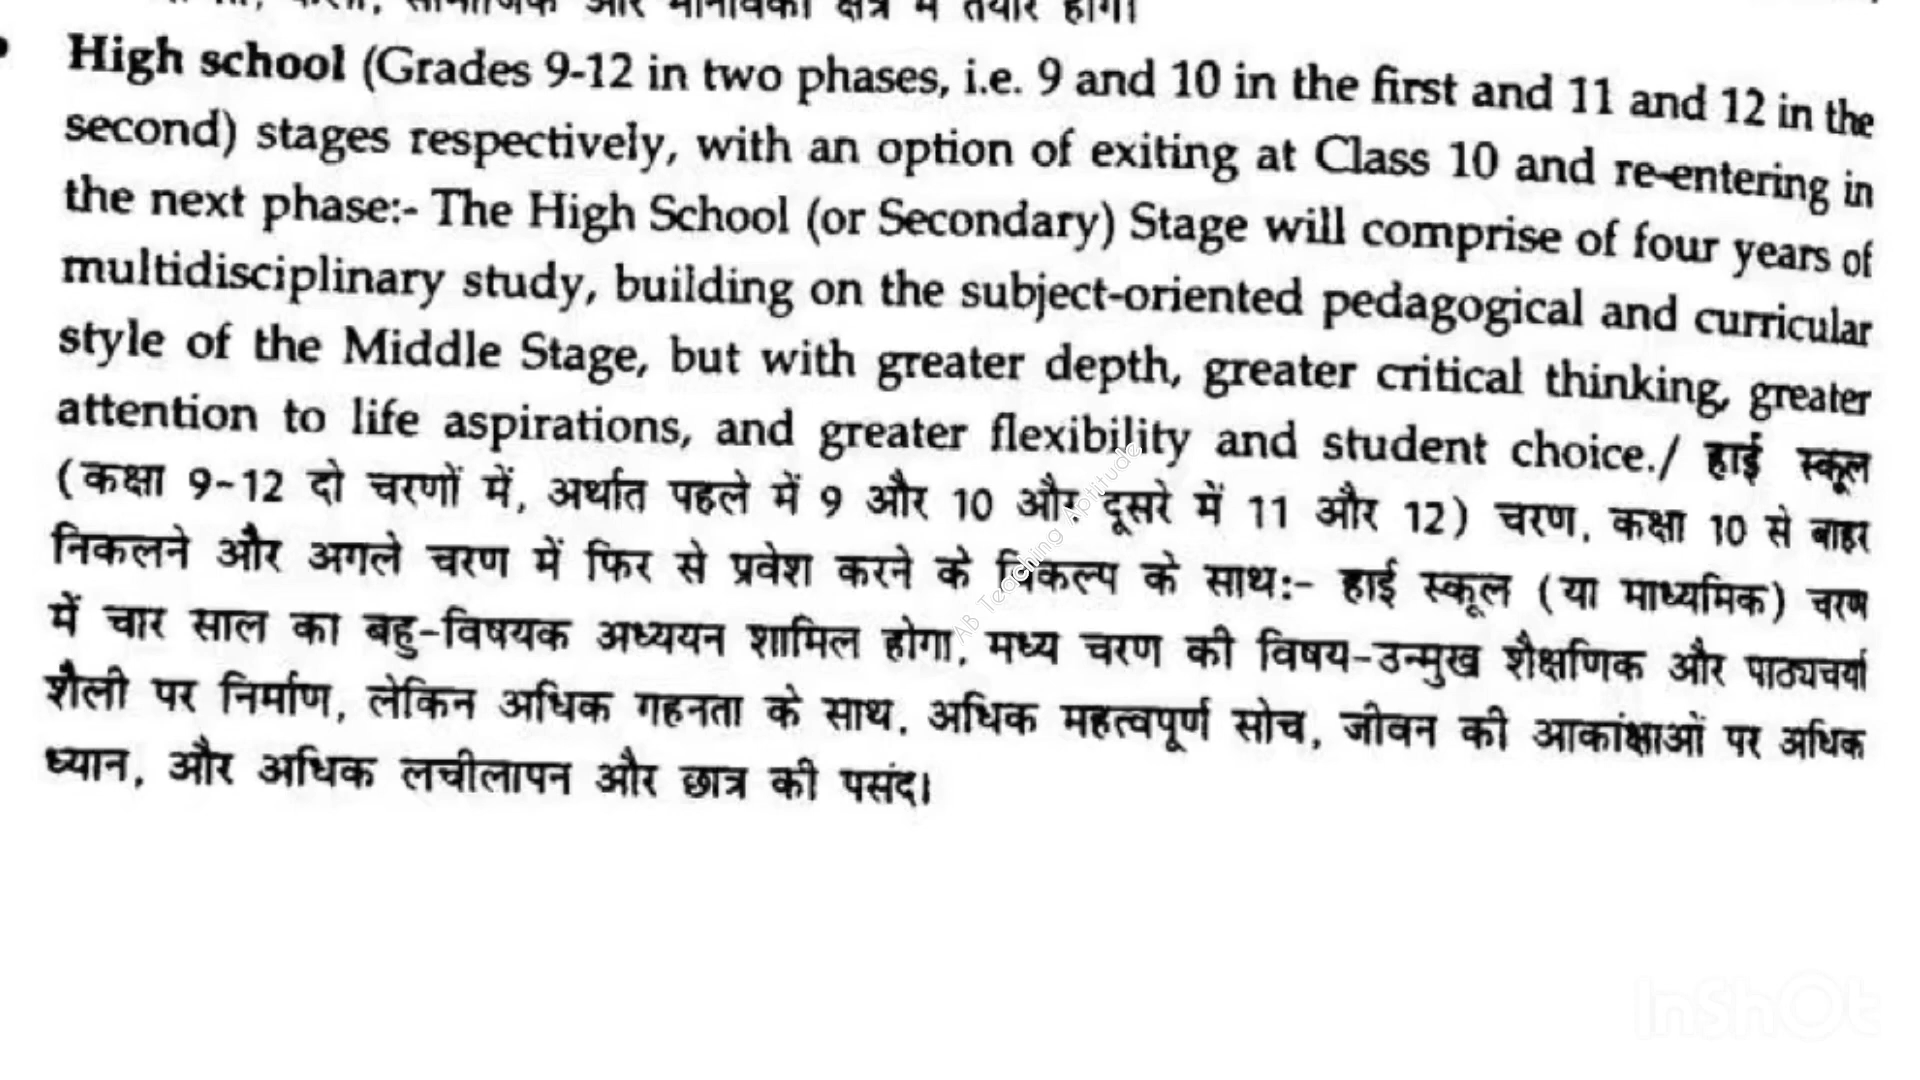 सामाजिक और मानविकी क्षेत्र में तैयार होगा।
High school (Grades 9-12 in two phases, i.e. 9 and 10 in the first and 11 and 12 in the
second) stages respectively, with an option of exiting at Class 10 and re-entering in
the next phase:- The High School (or Secondary) Stage will comprise of four years of
multidisciplinary study, building on the subject-oriented pedagogical and curricular
style of the Middle Stage, but with greater depth, greater critical thinking, greater
attention to life aspirations, and greater flexibility and student choice./ हाई स्कूल
(कक्षा 9-12 दो चरणों में, अर्थात पहले में 9 और 10 और दूसरे में 11 और 12) चरण, कक्षा 10 से बाहर
निकलने और अगले चरण में फिर से प्रवेश करने के विकल्प के साथ:- हाई स्कूल (या माध्यमिक) चरण
में चार साल का बहु-विषयक अध्ययन शामिल होगा, मध्य चरण की विषय-उन्मुख शैक्षणिक और पाठ्यचर्या
शैली पर निर्माण, लेकिन अधिक गहनता के साथ, अधिक महत्वपूर्ण सोच, जीवन की आकांक्षाओं पर अधिक
ध्यान, और अधिक लचीलापन और छात्र की पसंद।
AB Teaching Aptitude
InShOt